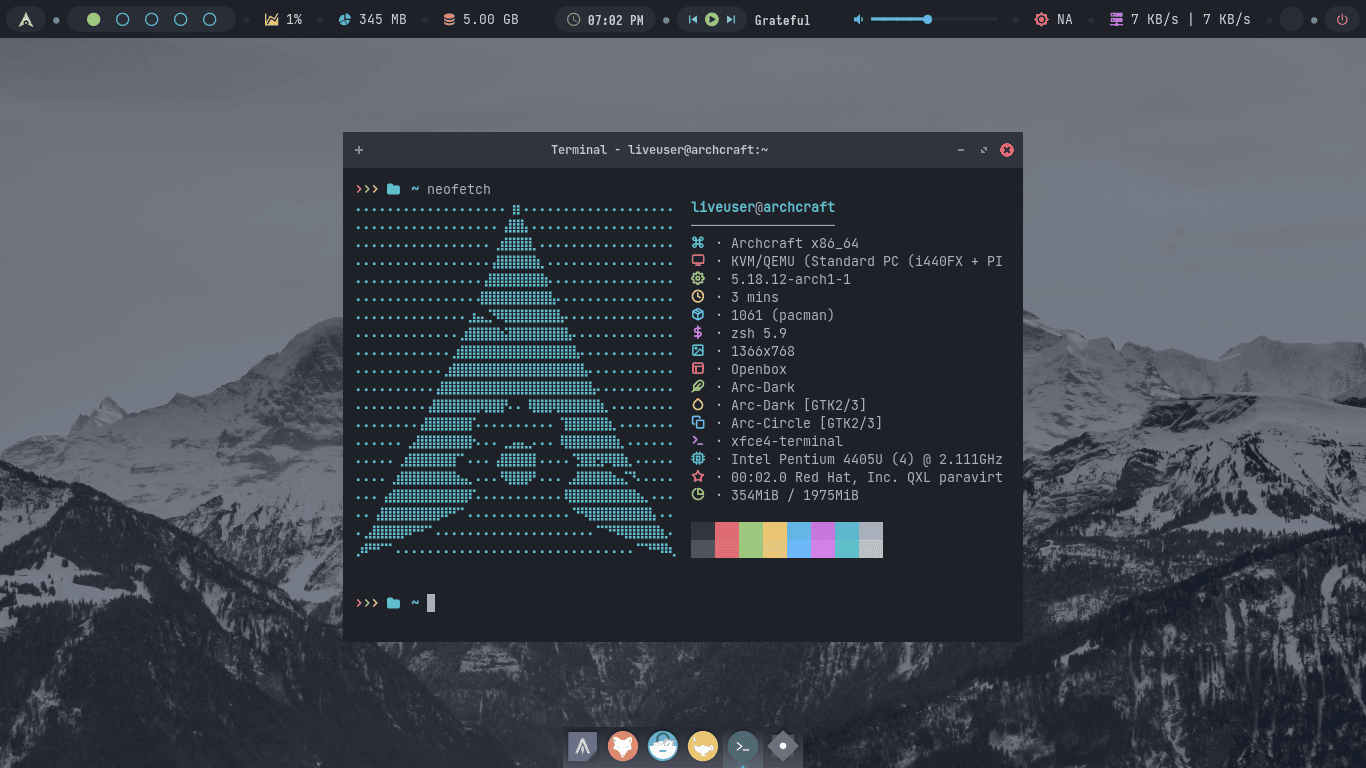 1% 345 MB 5.00 GB 07:02 PM Grateful NA 7 KB/s | 7 KB/s
Terminal - liveuser@archcraft:~
~ neofetch
liveuser@archcraft
· Archcraft x86_64
· KVM/QEMU (Standard PC (i440FX + PI
· 5.18.12-arch1-1
· 3 mins
· 1061 (pacman)
· zsh 5.9
· 1366x768
· Openbox
· Arc-Dark
· Arc-Dark [GTK2/3]
· Arc-Circle [GTK2/3]
· xfce4-terminal
· Intel Pentium 4405U (4) @ 2.111GHz
· 00:02.0 Red Hat, Inc. QXL paravirt
· 354MiB / 1975MiB
~